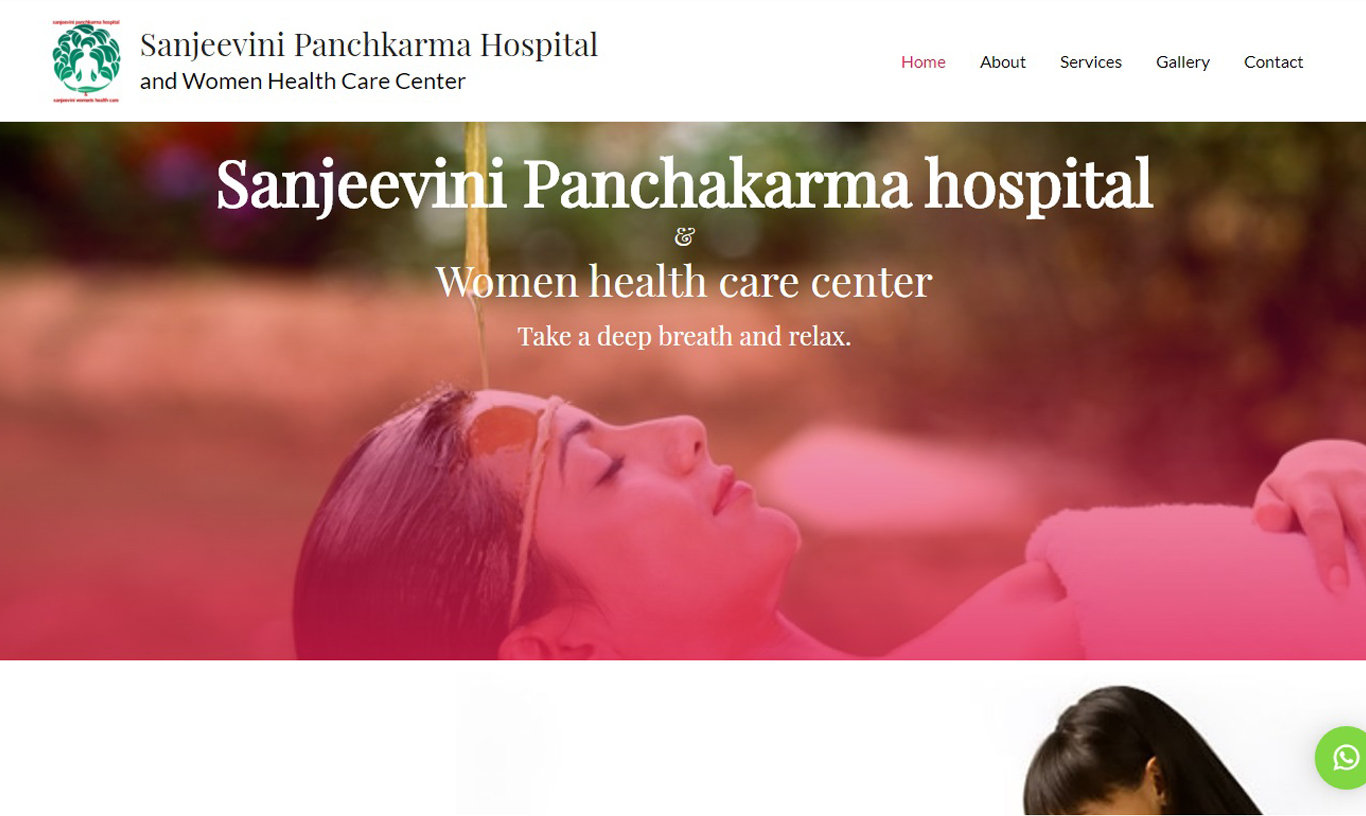 sanjeevini panchkarma hospital
sanjeevini womens health care
Sanjeevini Panchkarma Hospital
and Women Health Care Center
Home About Services Gallery Contact
Sanjeevini Panchakarma hospital
&
Women health care center
Take a deep breath and relax.